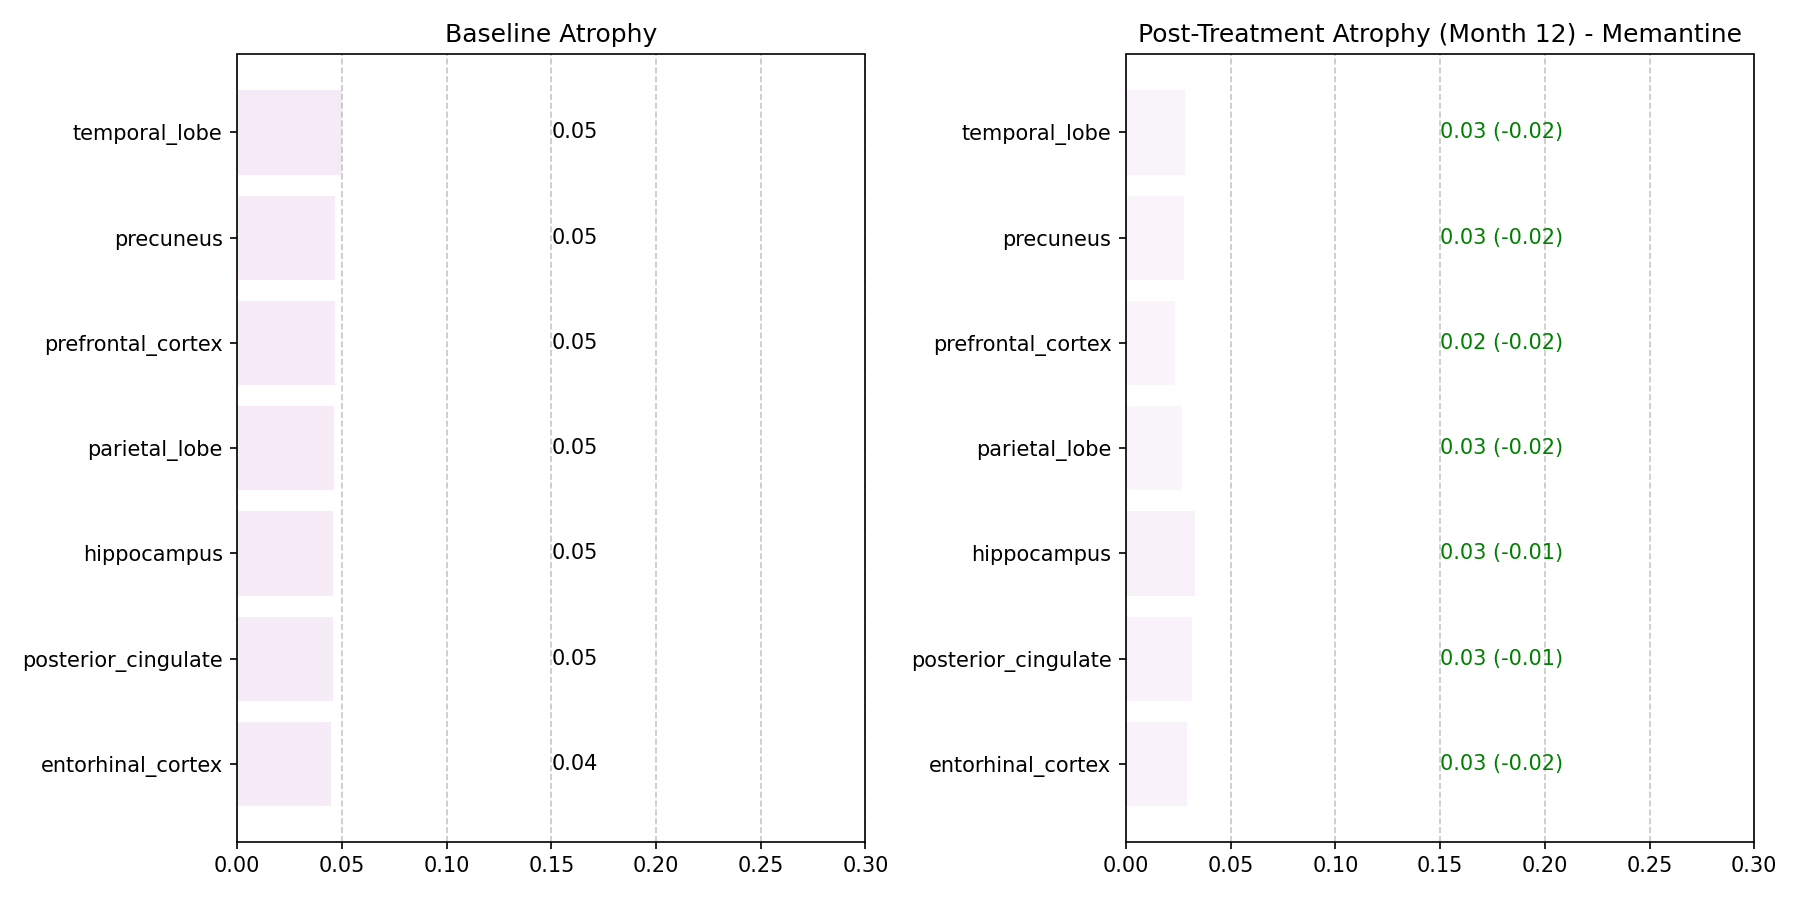 Baseline Atrophy
temporal_lobe 0.05
precuneus 0.05
prefrontal_cortex 0.05
parietal_lobe 0.05
hippocampus 0.05
posterior_cingulate 0.05
entorhinal_cortex 0.04
0.00 0.05 0.10 0.15 0.20 0.25 0.30
Post-Treatment Atrophy (Month 12) - Memantine
temporal_lobe 0.03 (-0.02)
precuneus 0.03 (-0.02)
prefrontal_cortex 0.02 (-0.02)
parietal_lobe 0.03 (-0.02)
hippocampus 0.03 (-0.01)
posterior_cingulate 0.03 (-0.01)
entorhinal_cortex 0.03 (-0.02)
0.00 0.05 0.10 0.15 0.20 0.25 0.30